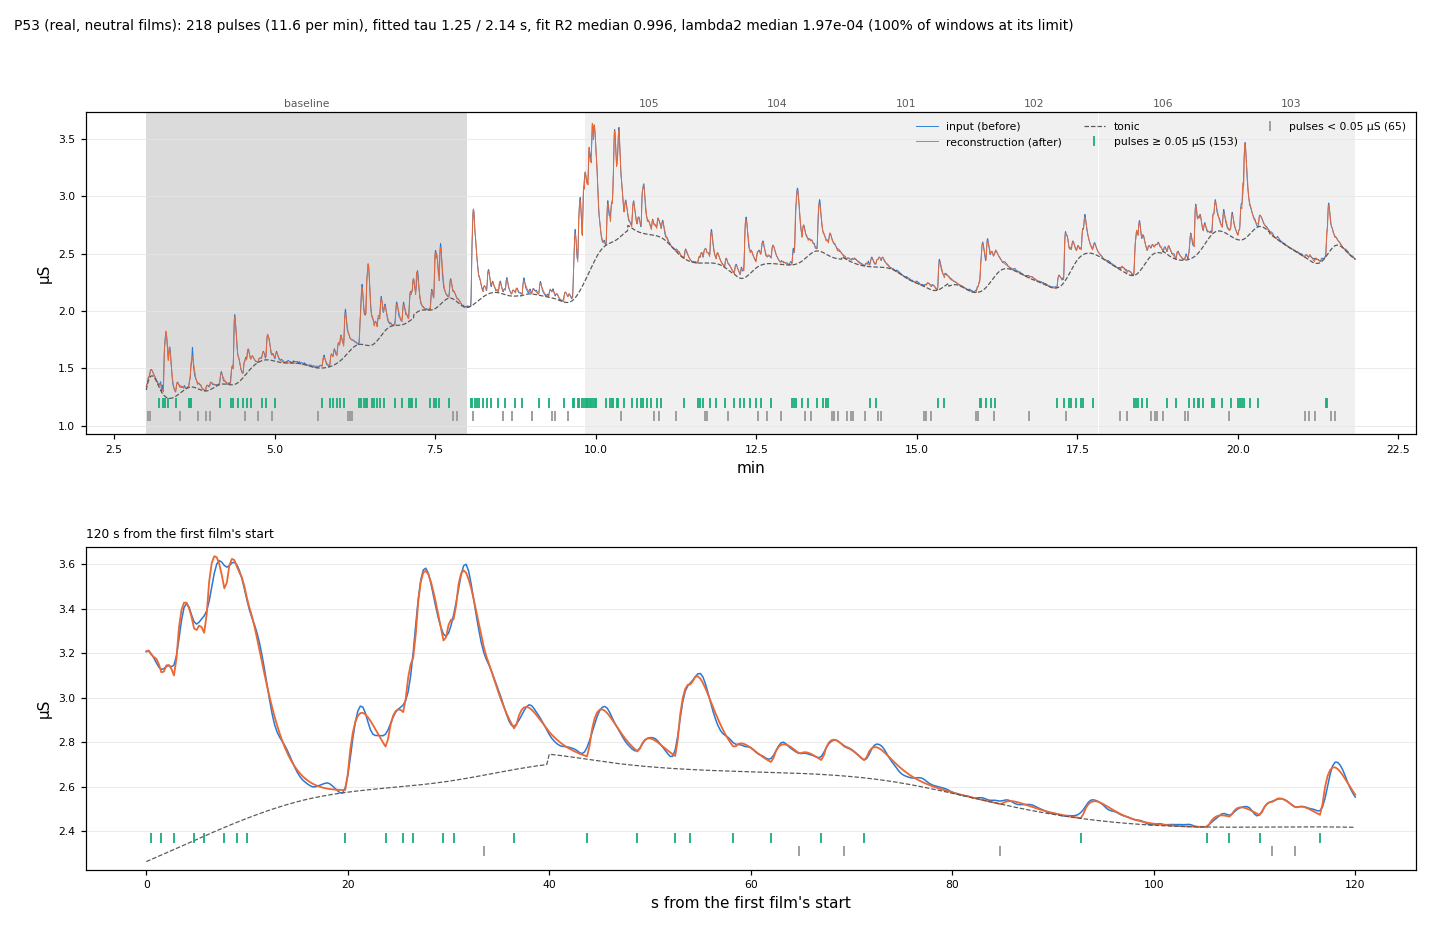 P53 (real, neutral films): 218 pulses (11.6 per min), fitted tau 1.25 / 2.14 s, fit R2 median 0.996, lambda2 median 1.97e-04 (100% of windows at its limit)
baseline 105 104 101 102 106 103
input (before) tonic pulses < 0.05 µS (65)
reconstruction (after) pulses ≥ 0.05 µS (153)
3.5
3.0
2.5
2.0
1.5
1.0
µS
2.5 5.0 7.5 10.0 12.5 15.0 17.5 20.0 22.5
min
120 s from the first film's start
3.6
3.4
3.2
3.0
2.8
2.6
2.4
µS
0 20 40 60 80 100 120
s from the first film's start